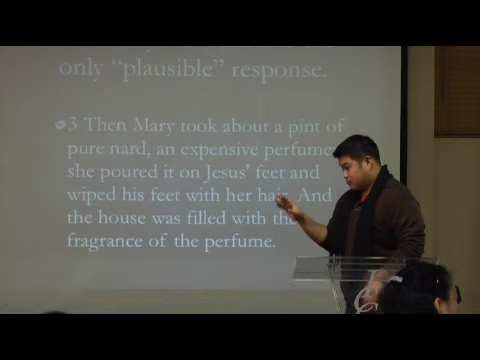 only “plausible” response.
3 Then Mary took about a pint of
pure nard, an expensive perfume;
she poured it on Jesus' feet and
wiped his feet with her hair. And
the house was filled with the
fragrance of the perfume.